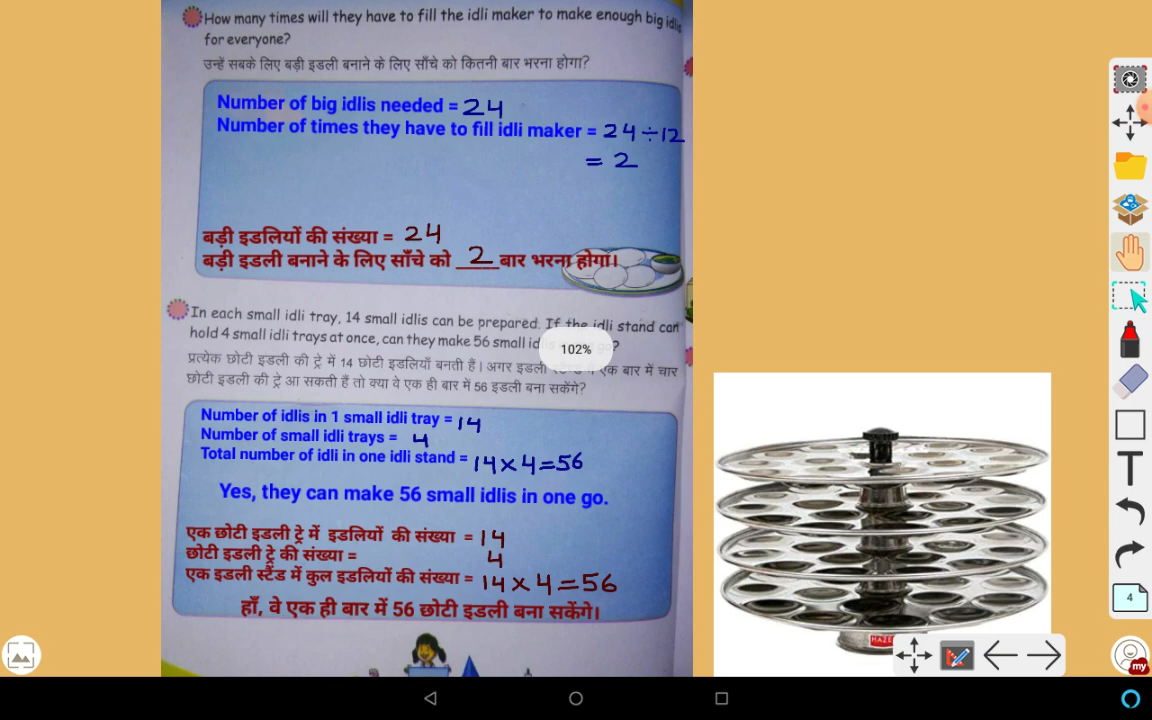 How many times will they have to fill the idli maker to make enough big idlis
for everyone?
उन्हें सबके लिए बड़ी इडली बनाने के लिए साँचे को कितनी बार भरना होगा?
Number of big idlis needed = 24
Number of times they have to fill idli maker = 24÷12
= 2
बड़ी इडलियों की संख्या = 24
बड़ी इडली बनाने के लिए साँचे को __2__ बार भरना होगा।
In each small idli tray, 14 small idlis can be prepared. If the idli stand can
hold 4 small idli trays at once, can they make 56 small go?
प्रत्येक छोटी इडली की ट्रे में 14 छोटी इडलियाँ बनती हैं। अगर इडली एक बार में चार
छोटी इडली की ट्रे आ सकती हैं तो क्या वे एक ही बार में 56 इडली बना सकेंगे?
102%
Number of idlis in 1 small idli tray = 14
Number of small idli trays = 4
Total number of idli in one idli stand = 14×4=56
Yes, they can make 56 small idlis in one go.
एक छोटी इडली ट्रे में इडलियों की संख्या = 14
छोटी इडली ट्रे की संख्या = 4
एक इडली स्टैंड में कुल इडलियों की संख्या = 14×4=56
हाँ, वे एक ही बार में 56 छोटी इडली बना सकेंगे।
T
4
my